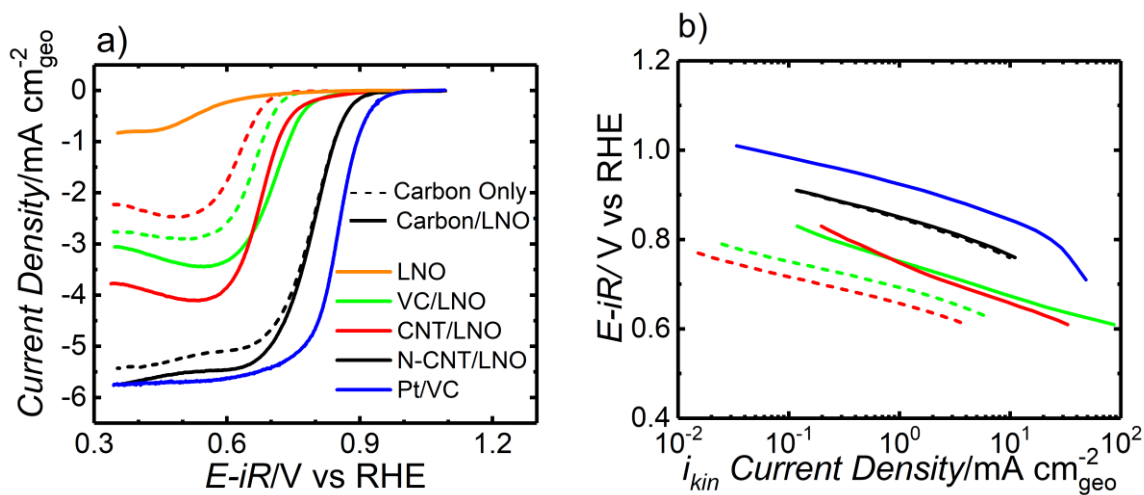 a)
Current Density/mA cm⁻²geo
0
-1
-2
-3
-4
-5
-6
Carbon Only
Carbon/LNO
LNO
VC/LNO
CNT/LNO
N-CNT/LNO
Pt/VC
0.3 0.6 0.9 1.2
E-iR/V vs RHE
b)
E-iR/V vs RHE
1.2
1.0
0.8
0.6
0.4
10⁻² 10⁻¹ 10⁰ 10¹ 10²
ikin Current Density/mA cm⁻²geo